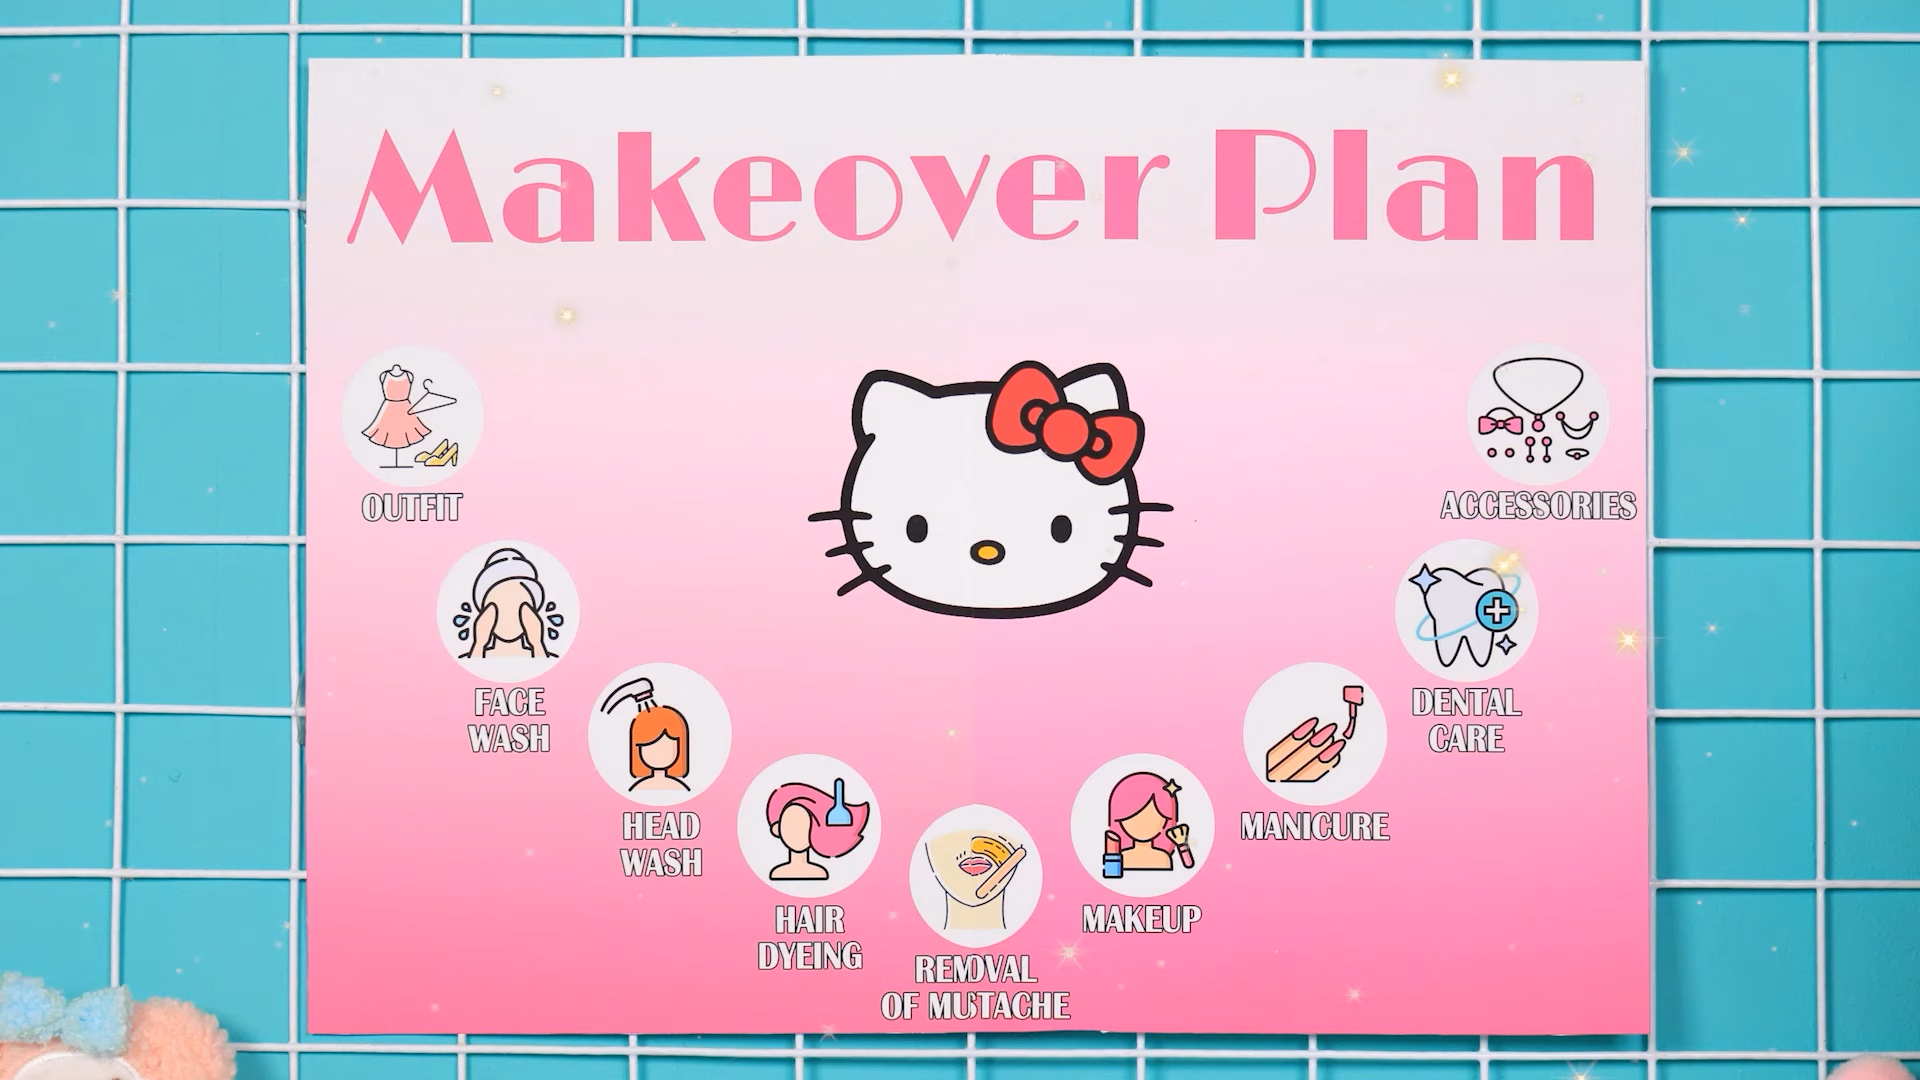 Makeover Plan
OUTFIT
FACE
WASH
HEAD
WASH
HAIR
DYEING
REMOVAL
OF MUSTACHE
MAKEUP
MANICURE
DENTAL
CARE
ACCESSORIES